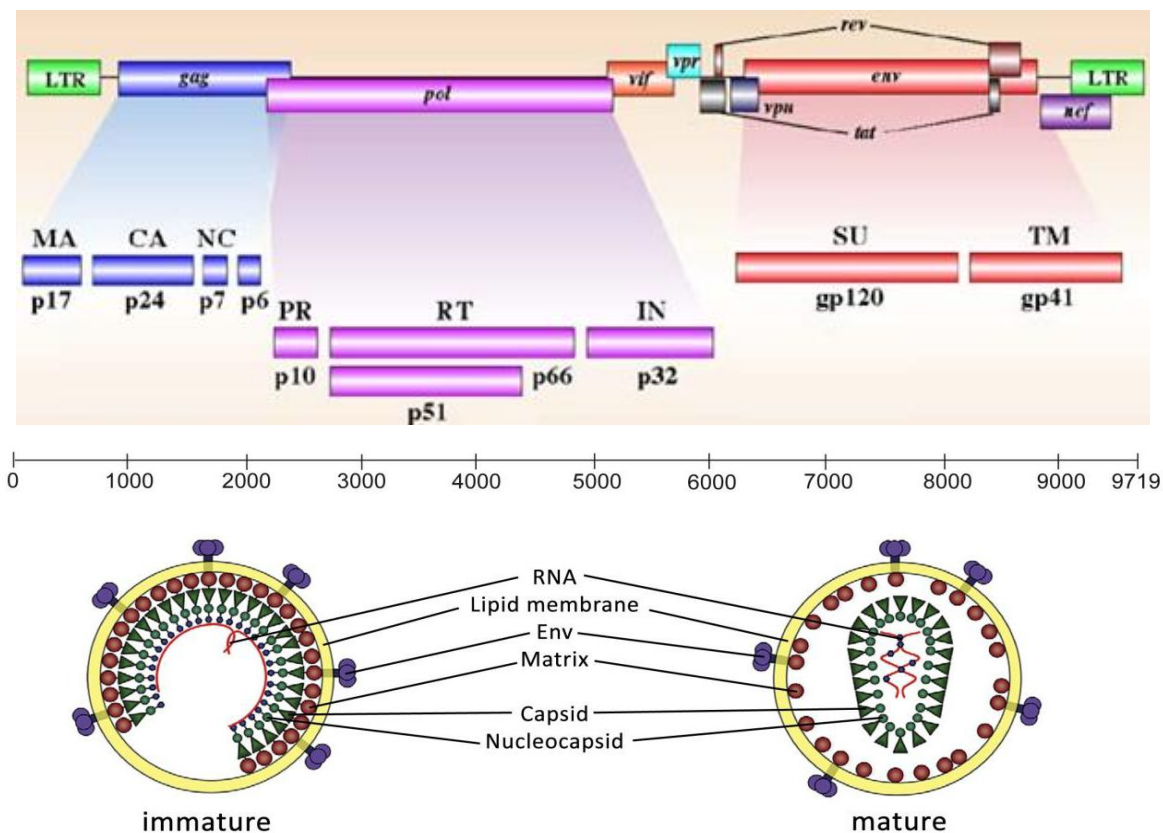 rev
LTR gag pol vif vpr vpu env LTR
tat nef
MA CA NC SU TM
p17 p24 p7 p6 gp120 gp41
PR RT IN
p10 p66 p32
p51
0 1000 2000 3000 4000 5000 6000 7000 8000 9000 9719
RNA
Lipid membrane
Env
Matrix
Capsid
Nucleocapsid
immature mature